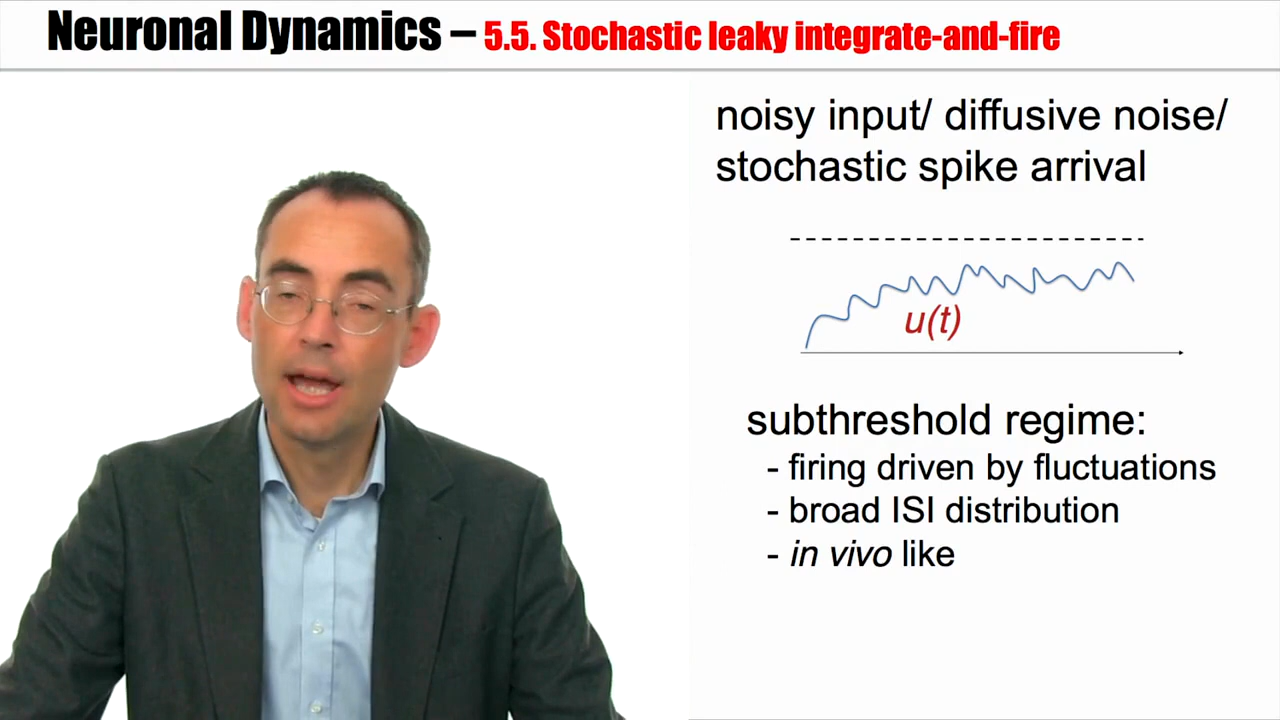 Neuronal Dynamics – 5.5. Stochastic leaky integrate-and-fire
noisy input/ diffusive noise/
stochastic spike arrival
u(t)
subthreshold regime:
- firing driven by fluctuations
- broad ISI distribution
- in vivo like